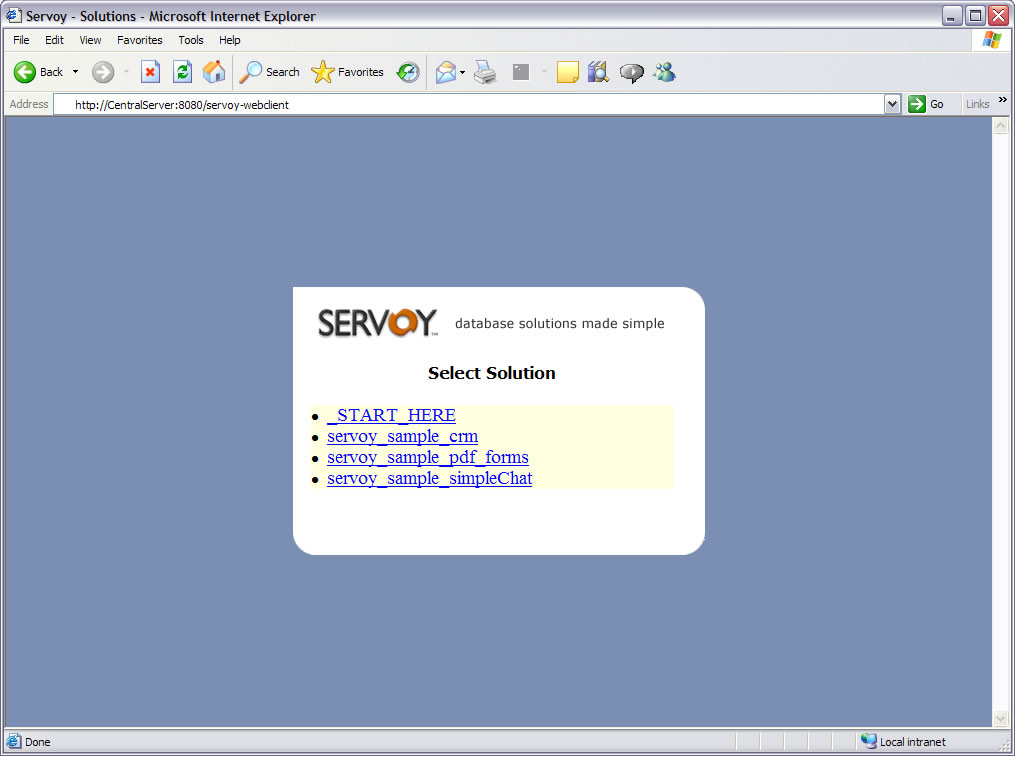 Servoy - Solutions - Microsoft Internet Explorer
File Edit View Favorites Tools Help
Back Search Favorites
Address http://CentralServer:8080/servoy-webclient Go Links »
SERVOY™ database solutions made simple
Select Solution
• _START_HERE
• servoy_sample_crm
• servoy_sample_pdf_forms
• servoy_sample_simpleChat
Done Local intranet